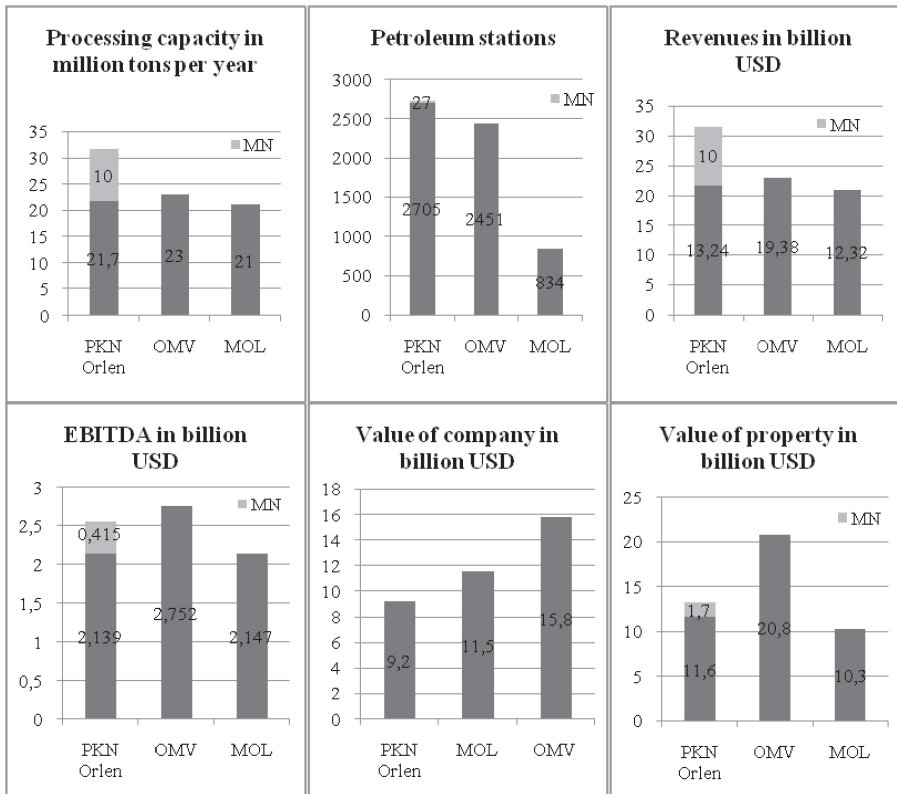 Processing capacity in
million tons per year
35
30
25
20
15
10
5
0
MN
10
21,7
23
21
PKN
Orlen
OMV
MOL
Petroleum stations
3000
2500
2000
1500
1000
500
0
MN
27
2705
2451
834
PKN
Orlen
OMV
MOL
Revenues in billion
USD
35
30
25
20
15
10
5
0
MN
10
13,24
19,38
12,32
PKN
Orlen
OMV
MOL
EBITDA in billion
USD
3
2,5
2
1,5
1
0,5
0
MN
0,415
2,139
2,752
2,147
PKN
Orlen
OMV
MOL
Value of company in
billion USD
18
16
14
12
10
8
6
4
2
0
9,2
11,5
15,8
PKN
Orlen
MOL
OMV
Value of property in
billion USD
25
20
15
10
5
0
MN
1,7
11,6
20,8
10,3
PKN
Orlen
OMV
MOL